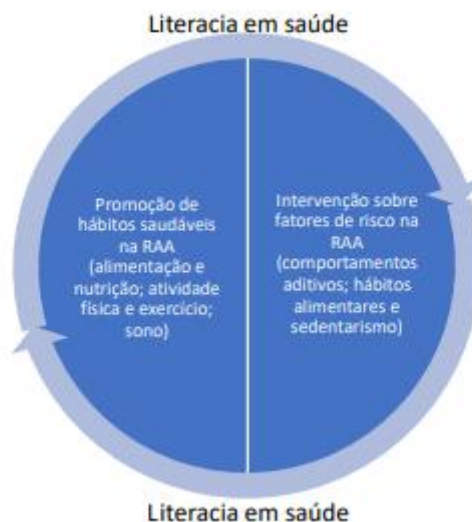 Literacia em saúde
Promoção de
hábitos saudáveis
na RAA
(alimentação e
nutrição; atividade
física e exercício;
sono)
Intervenção sobre
fatores de risco na
RAA
(comportamentos
aditivos; hábitos
alimentares e
sedentarismo)
Literacia em saúde